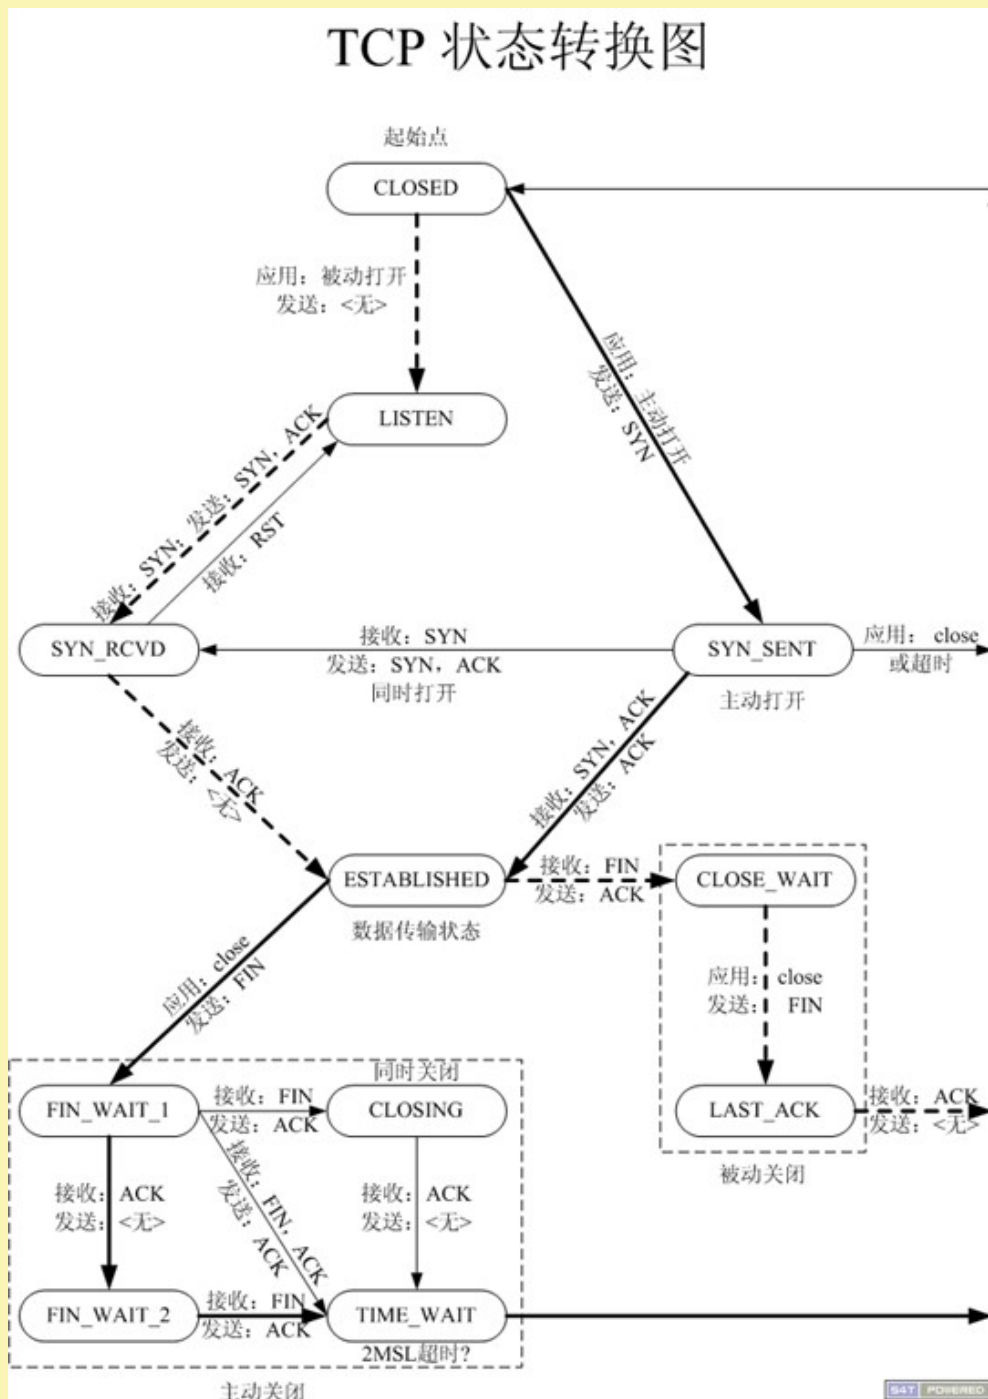 TCP 状态转换图
起始点
CLOSED
应用：被动打开
发送：<无>
应用：主动打开
发送：SYN
LISTEN
接收：SYN；发送：SYN，ACK
接收：RST
SYN_RCVD
接收：SYN
发送：SYN，ACK
同时打开
SYN_SENT
主动打开
应用：close
或超时
接收：ACK
发送：<无>
接收：SYN，ACK
发送：ACK
ESTABLISHED
数据传输状态
接收：FIN
发送：ACK
CLOSE_WAIT
应用：close
发送：FIN
应用：close
发送：FIN
LAST_ACK
接收：ACK
发送：<无>
被动关闭
同时关闭
FIN_WAIT_1
接收：FIN
发送：ACK
CLOSING
接收：FIN，ACK
发送：ACK
接收：ACK
发送：<无>
接收：ACK
发送：<无>
FIN_WAIT_2
接收：FIN
发送：ACK
TIME_WAIT
2MSL超时?
主动关闭
S4T POWERED